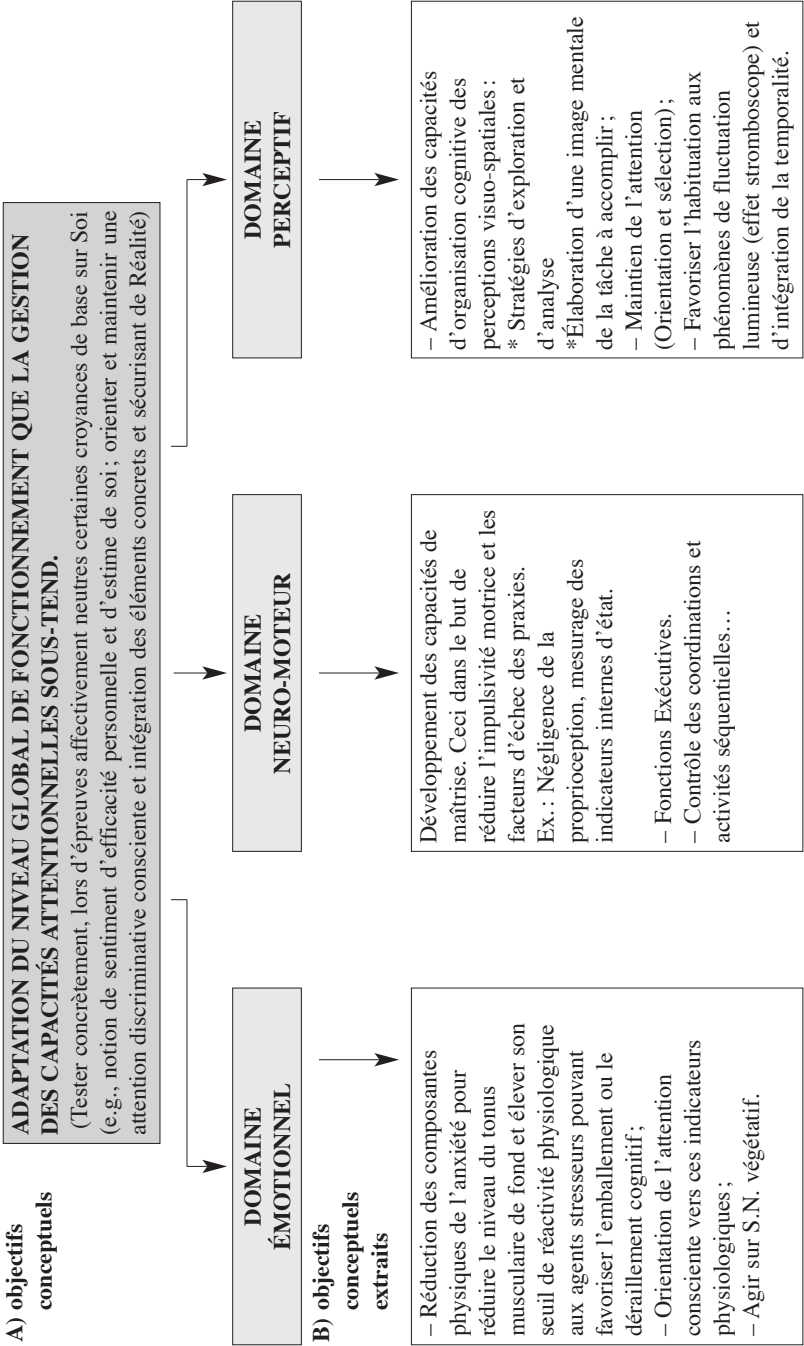 A) objectifs
conceptuels
ADAPTATION DU NIVEAU GLOBAL DE FONCTIONNEMENT QUE LA GESTION
DES CAPACITÉS ATTENTIONNELLES SOUS-TEND.
(Tester concrètement, lors d'épreuves affectivement neutres certaines croyances de base sur Soi
(e.g., notion de sentiment d'efficacité personnelle et d'estime de soi ; orienter et maintenir une
attention discriminative consciente et intégration des éléments concrets et sécurisant de Réalité)
DOMAINE
ÉMOTIONNEL
DOMAINE
NEURO-MOTEUR
DOMAINE
PERCEPTIF
B) objectifs
conceptuels
extraits
– Réduction des composantes
physiques de l'anxiété pour
réduire le niveau du tonus
musculaire de fond et élever son
seuil de réactivité physiologique
aux agents stresseurs pouvant
favoriser l'emballement ou le
déraillement cognitif ;
– Orientation de l'attention
consciente vers ces indicateurs
physiologiques ;
– Agir sur S.N. végétatif.
Développement des capacités de
maîtrise. Ceci dans le but de
réduire l'impulsivité motrice et les
facteurs d'échec des praxies.
Ex. : Négligence de la
proprioception, mesurage des
indicateurs internes d'état.
– Fonctions Exécutives.
– Contrôle des coordinations et
activités séquentielles…
– Amélioration des capacités
d'organisation cognitive des
perceptions visuo-spatiales :
* Stratégies d'exploration et
d'analyse
*Élaboration d'une image mentale
de la tâche à accomplir ;
– Maintien de l'attention
(Orientation et sélection) ;
– Favoriser l'habituation aux
phénomènes de fluctuation
lumineuse (effet stromboscope) et
d'intégration de la temporalité.